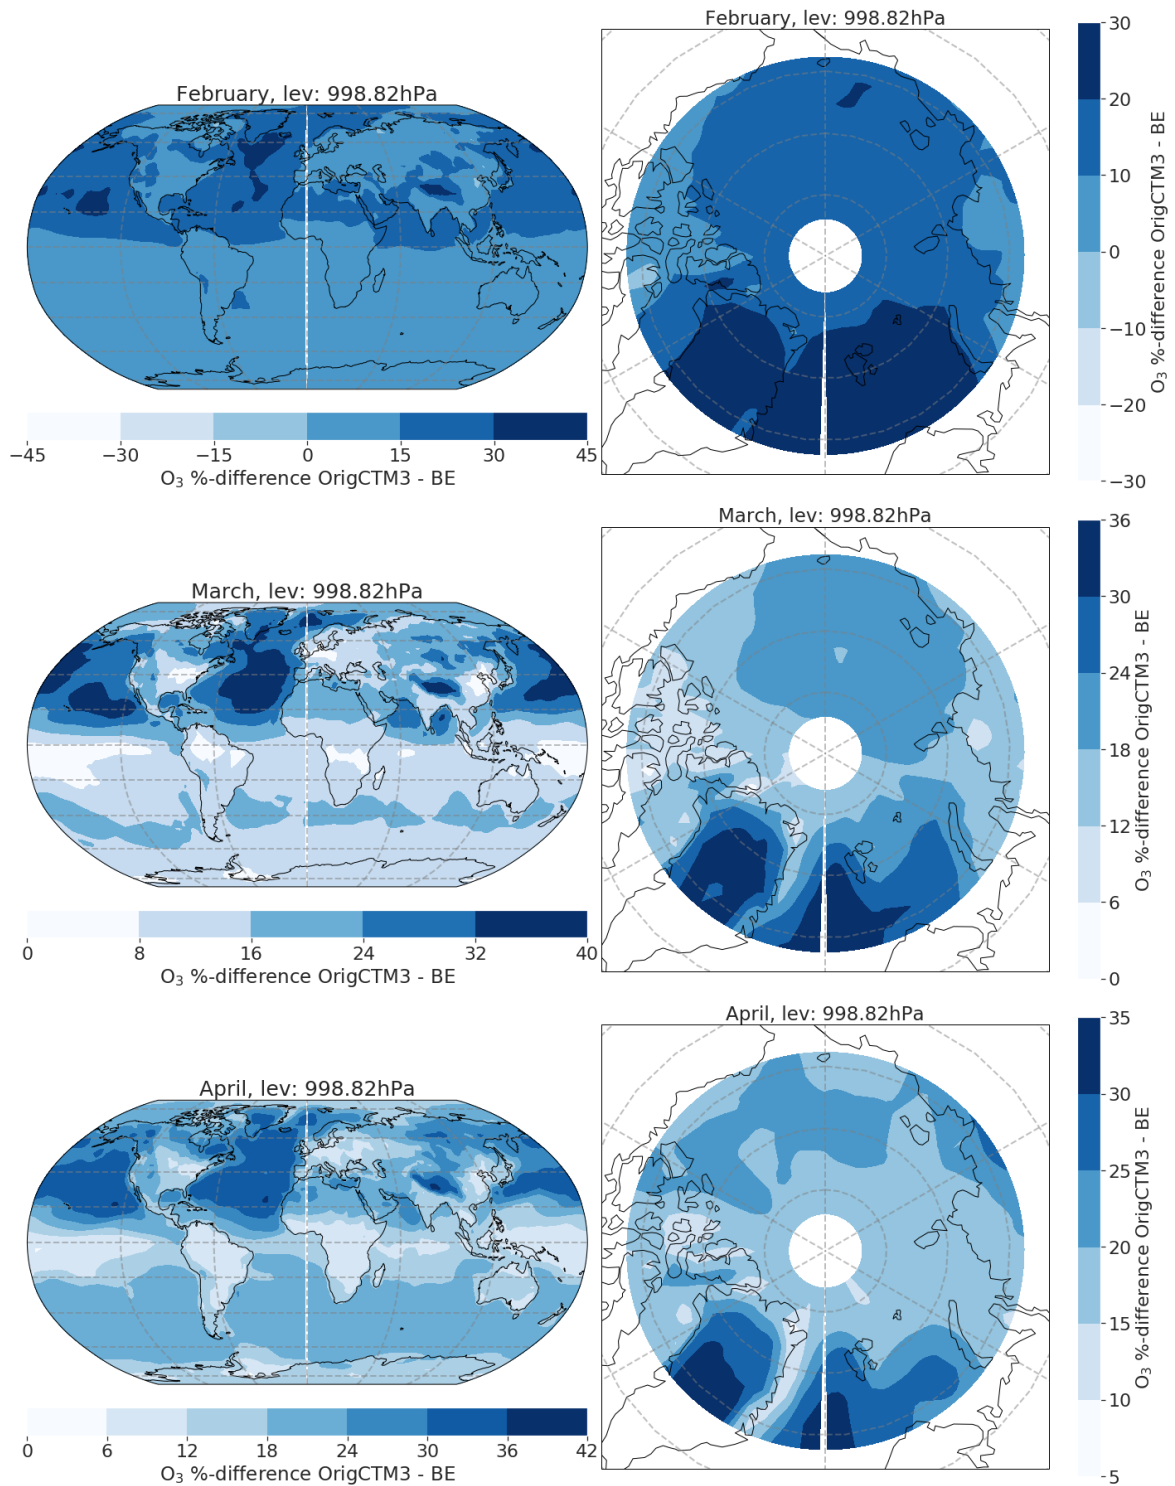 February, lev: 998.82hPa
−45 −30 −15 0 15 30 45
O₃ %-difference OrigCTM3 - BE
February, lev: 998.82hPa
30
20
10
0
−10
−20
−30
O₃ %-difference OrigCTM3 - BE
March, lev: 998.82hPa
0 8 16 24 32 40
O₃ %-difference OrigCTM3 - BE
March, lev: 998.82hPa
36
30
24
18
12
6
0
O₃ %-difference OrigCTM3 - BE
April, lev: 998.82hPa
0 6 12 18 24 30 36 42
O₃ %-difference OrigCTM3 - BE
April, lev: 998.82hPa
35
30
25
20
15
10
5
O₃ %-difference OrigCTM3 - BE